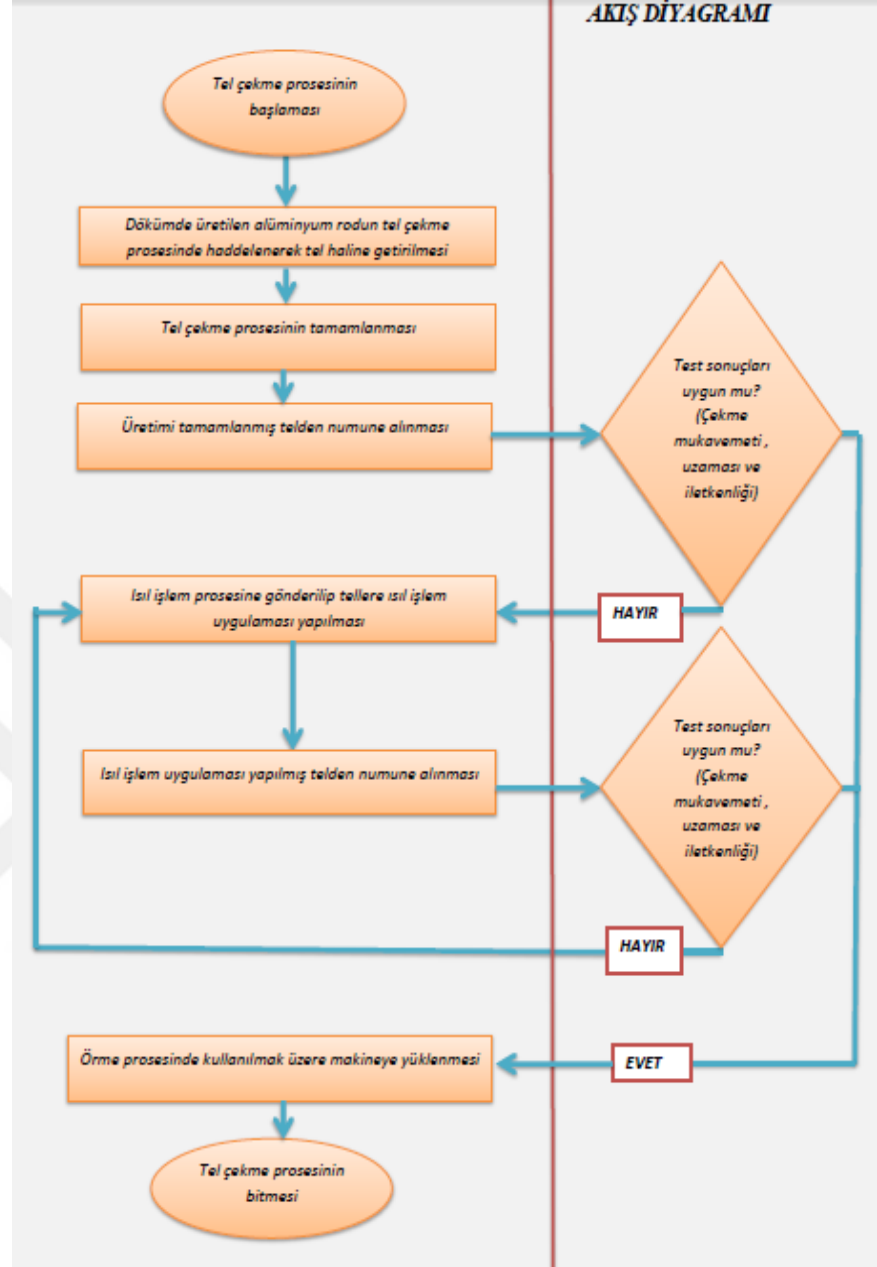 AKIŞ DİYAGRAMI
Tel çekme prosesinin
başlaması
Dökümde üretilen alüminyum rodun tel çekme
prosesinde haddelenerek tel haline getirilmesi
Tel çekme prosesinin tamamlanması
Üretimi tamamlanmış telden numune alınması
Test sonuçları
uygun mu?
(Çekme
mukavemeti ,
uzaması ve
iletkenliği)
HAYIR
Isıl işlem prosesine gönderilip tellere ısıl işlem
uygulaması yapılması
Isıl işlem uygulaması yapılmış telden numune alınması
Test sonuçları
uygun mu?
(Çekme
mukavemeti ,
uzaması ve
iletkenliği)
HAYIR
EVET
Örme prosesinde kullanılmak üzere makineye yüklenmesi
Tel çekme prosesinin
bitmesi